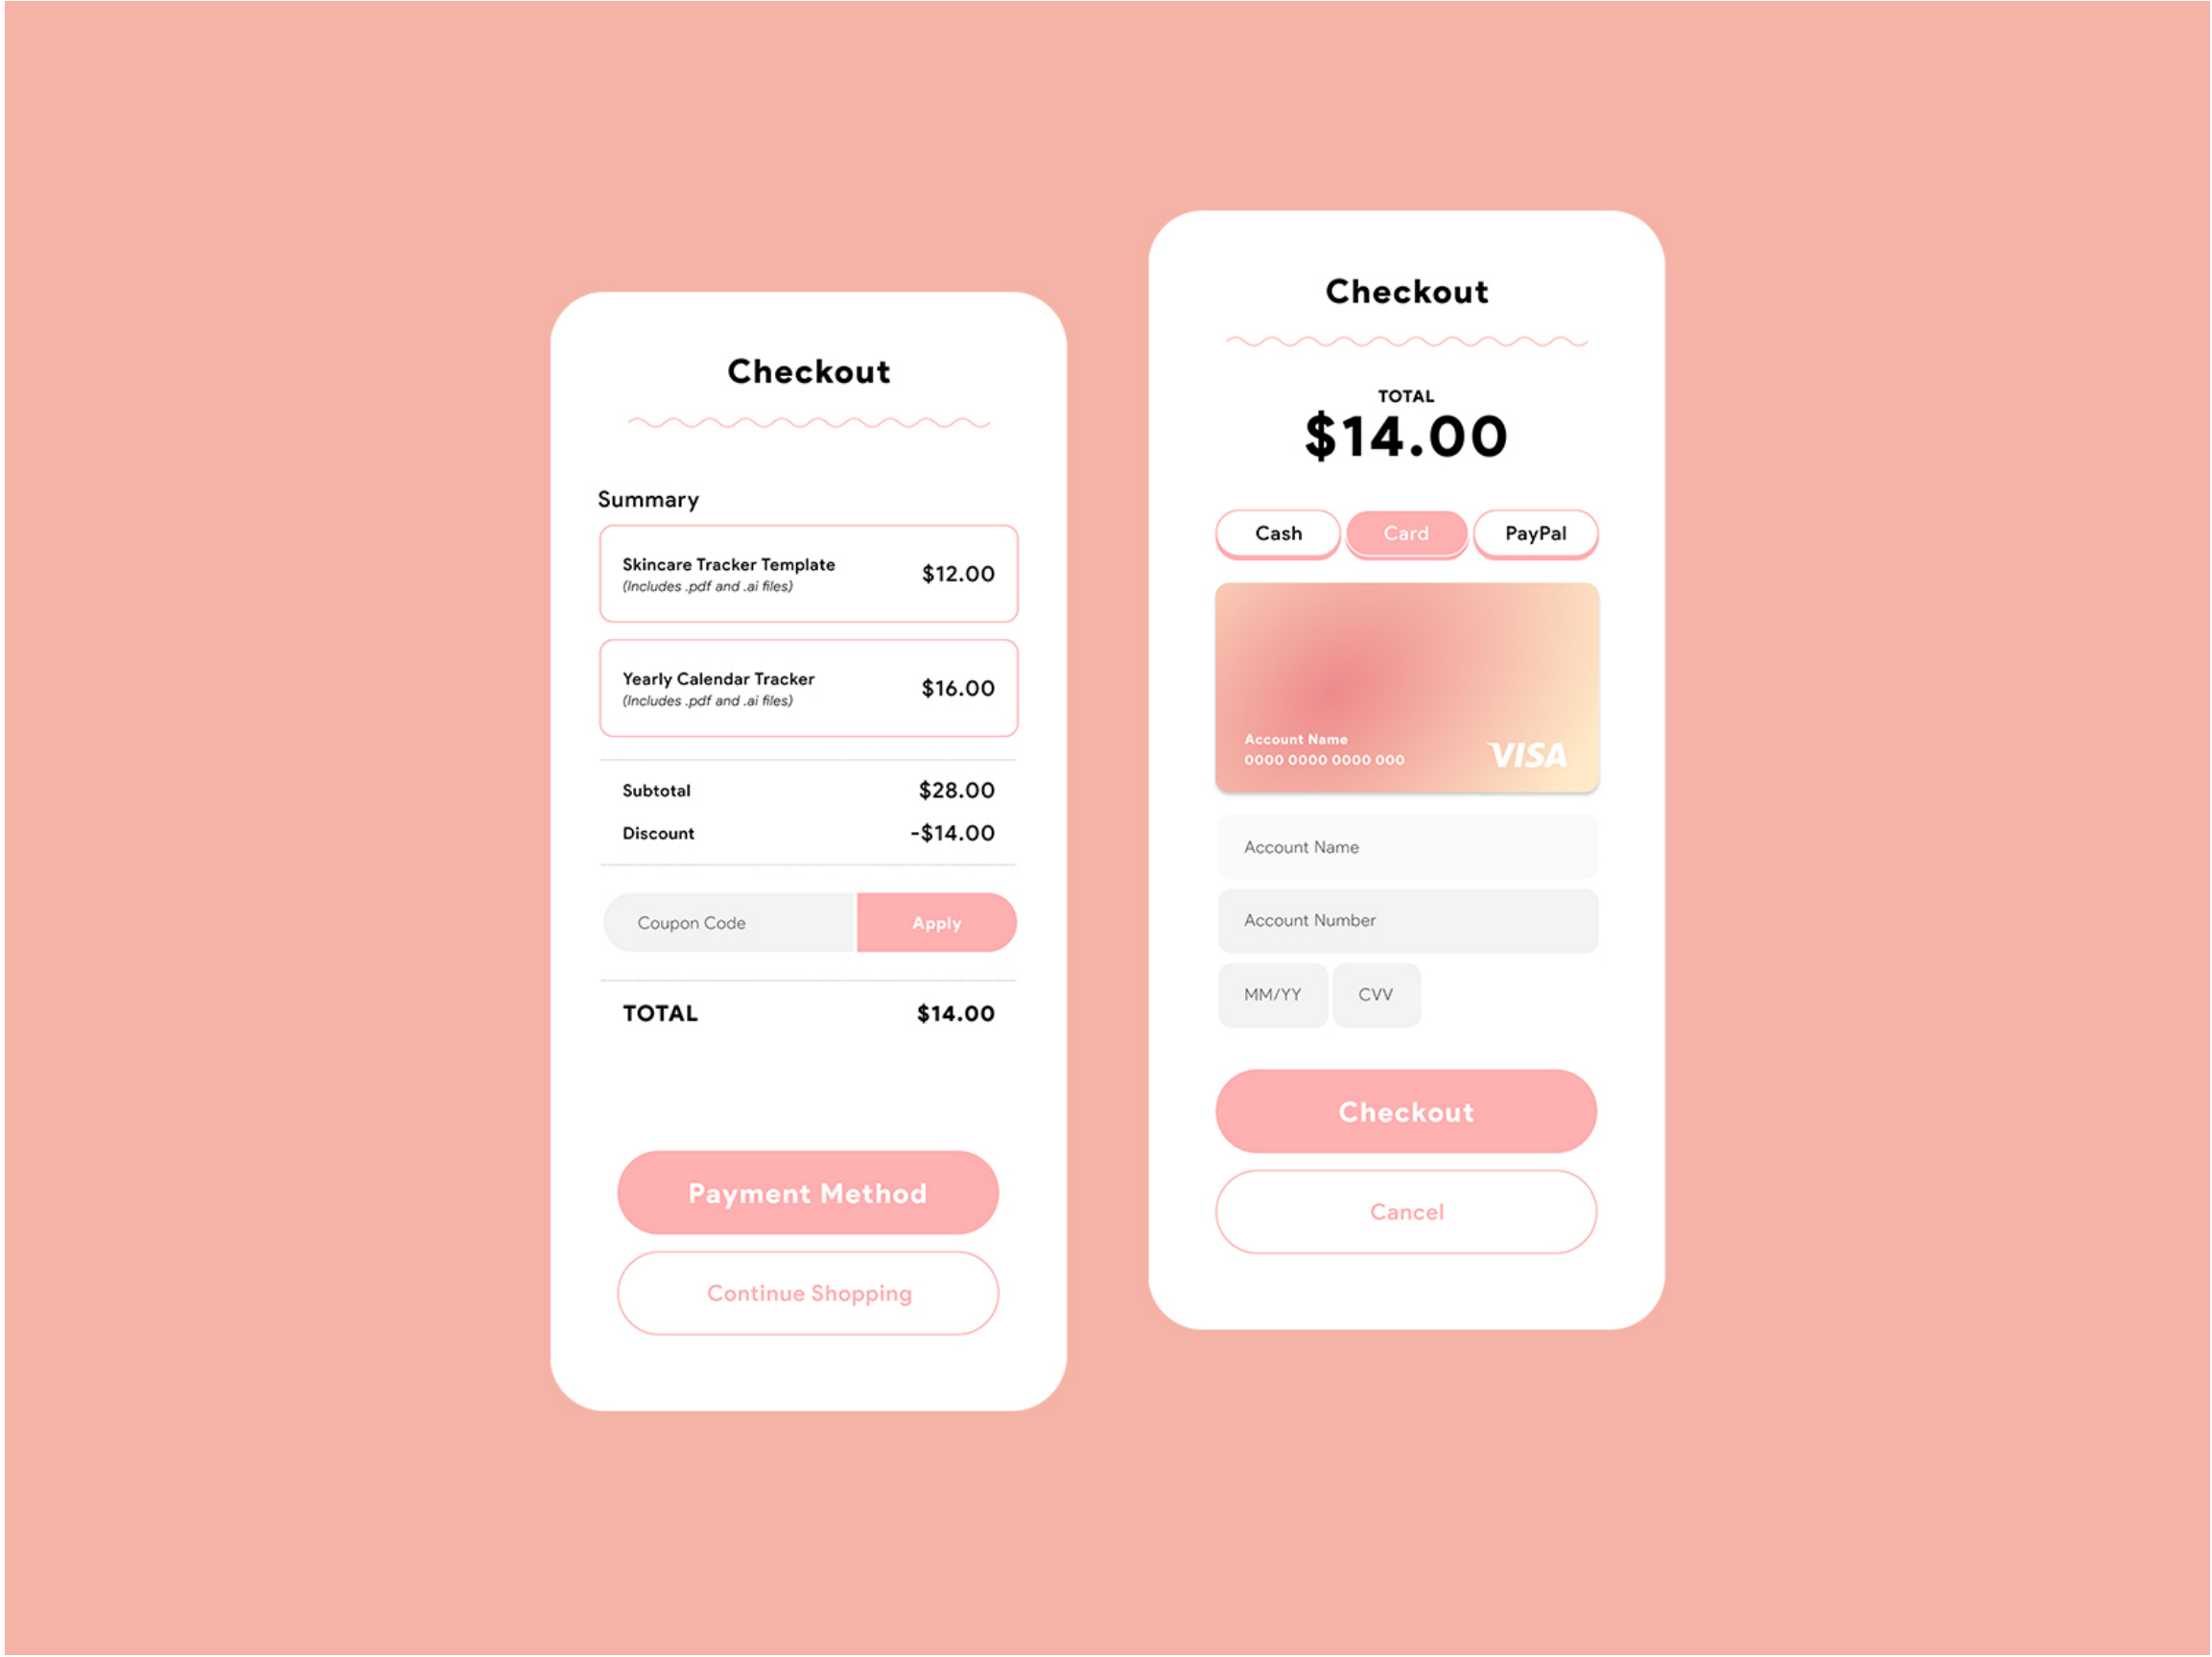 Checkout
Summary
Skincare Tracker Template
(Includes .pdf and .ai files)
$12.00
Yearly Calendar Tracker
(Includes .pdf and .ai files)
$16.00
Subtotal $28.00
Discount -$14.00
Coupon Code Apply
TOTAL $14.00
Payment Method
Continue Shopping
Checkout
TOTAL
$14.00
Cash Card PayPal
Account Name
0000 0000 0000 000
VISA
Account Name
Account Number
MM/YY CVV
Checkout
Cancel